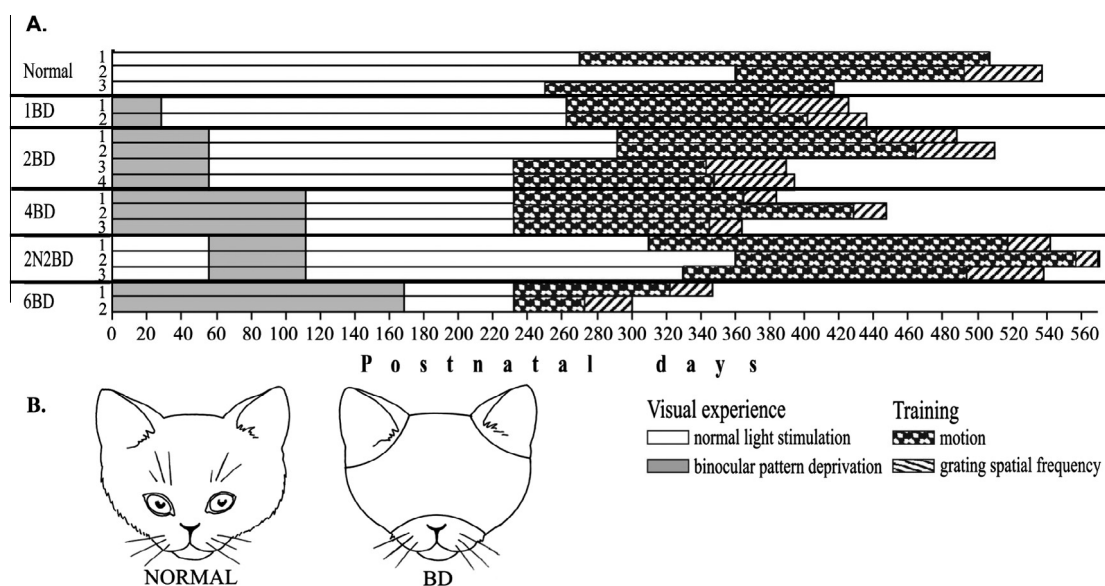 A.
Normal 1
2
3
1BD 1
2
2BD 1
2
3
4
4BD 1
2
3
2N2BD 1
2
3
6BD 1
2
0 20 40 60 80 100 120 140 160 180 200 220 240 260 280 300 320 340 360 380 400 420 440 460 480 500 520 540 560
Postnatal days
B.
Visual experience Training
normal light stimulation motion
binocular pattern deprivation grating spatial frequency
NORMAL BD